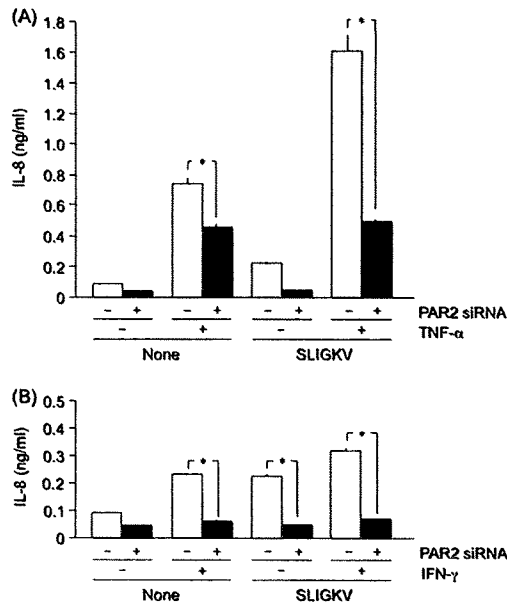 (A)
1.8
1.6
1.4
1.2
1.0
0.8
0.6
0.4
0.2
0
IL-8 (ng/ml)
*
*
− + − + − + − + PAR2 siRNA
− + − + TNF-α
None SLIGKV
(B)
0.5
0.4
0.3
0.2
0.1
0
IL-8 (ng/ml)
* * *
− + − + − + − + PAR2 siRNA
− + − + IFN-γ
None SLIGKV